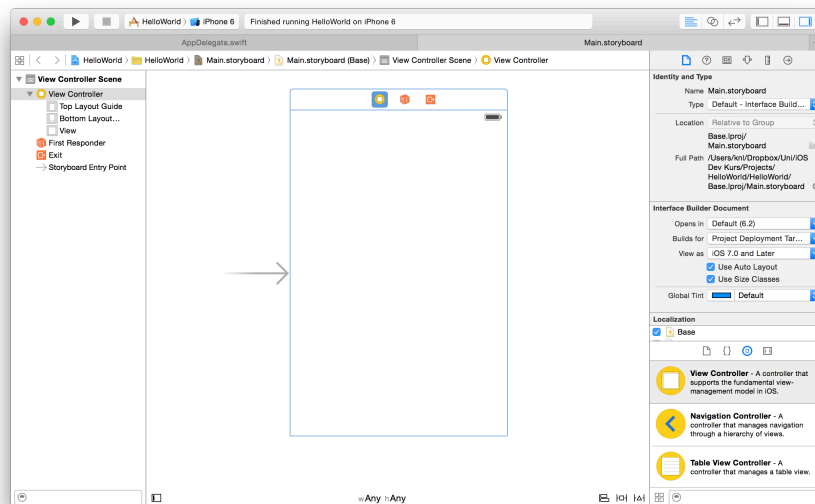 HelloWorld iPhone 6 Finished running HelloWorld on iPhone 6
AppDelegate.swift Main.storyboard
HelloWorld HelloWorld Main.storyboard Main.storyboard (Base) View Controller Scene View Controller
View Controller Scene
View Controller
Top Layout Guide
Bottom Layout...
View
First Responder
Exit
Storyboard Entry Point
wAny hAny
Identity and Type
Name Main.storyboard
Type Default - Interface Build...
Location Relative to Group
Base.lproj/
Main.storyboard
Full Path /Users/knl/Dropbox/Uni/iOS
Dev Kurs/Projects/
HelloWorld/HelloWorld/
Base.lproj/Main.storyboard
Interface Builder Document
Opens in Default (6.2)
Builds for Project Deployment Tar...
View as iOS 7.0 and Later
Use Auto Layout
Use Size Classes
Global Tint Default
Localization
Base
View Controller - A controller that
supports the fundamental view-
management model in iOS.
Navigation Controller - A
controller that manages navigation
through a hierarchy of views.
Table View Controller - A
controller that manages a table view.